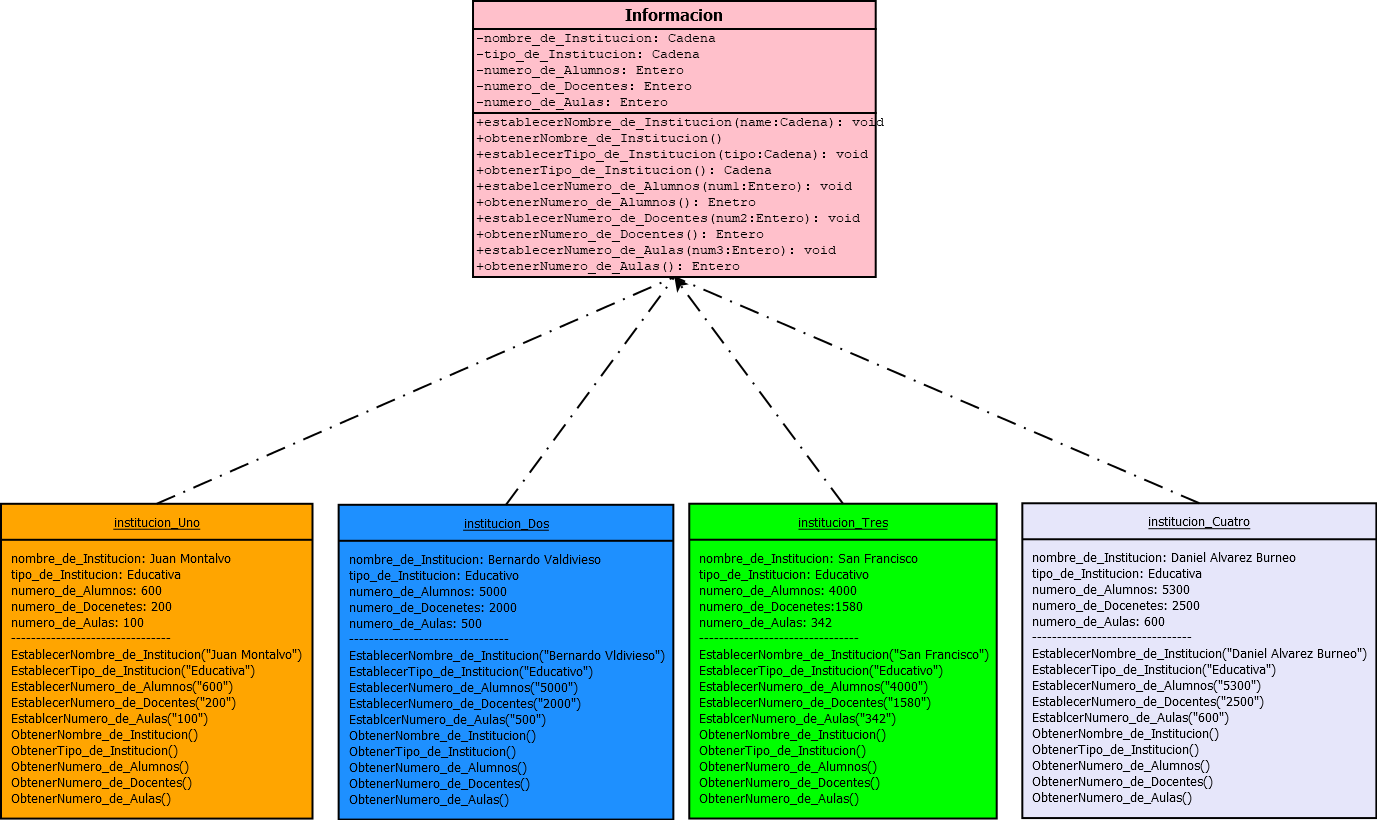 Informacion
-nombre_de_Institucion: Cadena
-tipo_de_Institucion: Cadena
-numero_de_Alumnos: Entero
-numero_de_Docentes: Entero
-numero_de_Aulas: Entero
+establecerNombre_de_Institucion(name:Cadena): void
+obtenerNombre_de_Institucion()
+establecerTipo_de_Institucion(tipo:Cadena): void
+obtenerTipo_de_Institucion(): Cadena
+estabelcerNumero_de_Alumnos(num1:Entero): void
+obtenerNumero_de_Alumnos(): Enetro
+establecerNumero_de_Docentes(num2:Entero): void
+obtenerNumero_de_Docentes(): Entero
+establecerNumero_de_Aulas(num3:Entero): void
+obtenerNumero_de_Aulas(): Entero
institucion_Uno
nombre_de_Institucion: Juan Montalvo
tipo_de_Institucion: Educativa
numero_de_Alumnos: 600
numero_de_Docenetes: 200
numero_de_Aulas: 100
--------------------------------
EstablecerNombre_de_Institucion("Juan Montalvo")
EstablecerTipo_de_Institucion("Educativa")
EstablecerNumero_de_Alumnos("600")
EstablecerNumero_de_Docentes("200")
EstablcerNumero_de_Aulas("100")
ObtenerNombre_de_Institucion()
ObtenerTipo_de_Institucion()
ObtenerNumero_de_Alumnos()
ObtenerNumero_de_Docentes()
ObtenerNumero_de_Aulas()
institucion_Dos
nombre_de_Institucion: Bernardo Valdivieso
tipo_de_Institucion: Educativo
numero_de_Alumnos: 5000
numero_de_Docenetes: 2000
numero_de_Aulas: 500
--------------------------------
EstablecerNombre_de_Institucion("Bernardo Vldivieso")
EstablecerTipo_de_Institucion("Educativo")
EstablecerNumero_de_Alumnos("5000")
EstablecerNumero_de_Docentes("2000")
EstablcerNumero_de_Aulas("500")
ObtenerNombre_de_Institucion()
ObtenerTipo_de_Institucion()
ObtenerNumero_de_Alumnos()
ObtenerNumero_de_Docentes()
ObtenerNumero_de_Aulas()
institucion_Tres
nombre_de_Institucion: San Francisco
tipo_de_Institucion: Educativo
numero_de_Alumnos: 4000
numero_de_Docenetes:1580
numero_de_Aulas: 342
--------------------------------
EstablecerNombre_de_Institucion("San Francisco")
EstablecerTipo_de_Institucion("Educativo")
EstablecerNumero_de_Alumnos("4000")
EstablecerNumero_de_Docentes("1580")
EstablcerNumero_de_Aulas("342")
ObtenerNombre_de_Institucion()
ObtenerTipo_de_Institucion()
ObtenerNumero_de_Alumnos()
ObtenerNumero_de_Docentes()
ObtenerNumero_de_Aulas()
institucion_Cuatro
nombre_de_Institucion: Daniel Alvarez Burneo
tipo_de_Institucion: Educativa
numero_de_Alumnos: 5300
numero_de_Docenetes: 2500
numero_de_Aulas: 600
--------------------------------
EstablecerNombre_de_Institucion("Daniel Alvarez Burneo")
EstablecerTipo_de_Institucion("Educativa")
EstablecerNumero_de_Alumnos("5300")
EstablecerNumero_de_Docentes("2500")
EstablcerNumero_de_Aulas("600")
ObtenerNombre_de_Institucion()
ObtenerTipo_de_Institucion()
ObtenerNumero_de_Alumnos()
ObtenerNumero_de_Docentes()
ObtenerNumero_de_Aulas()